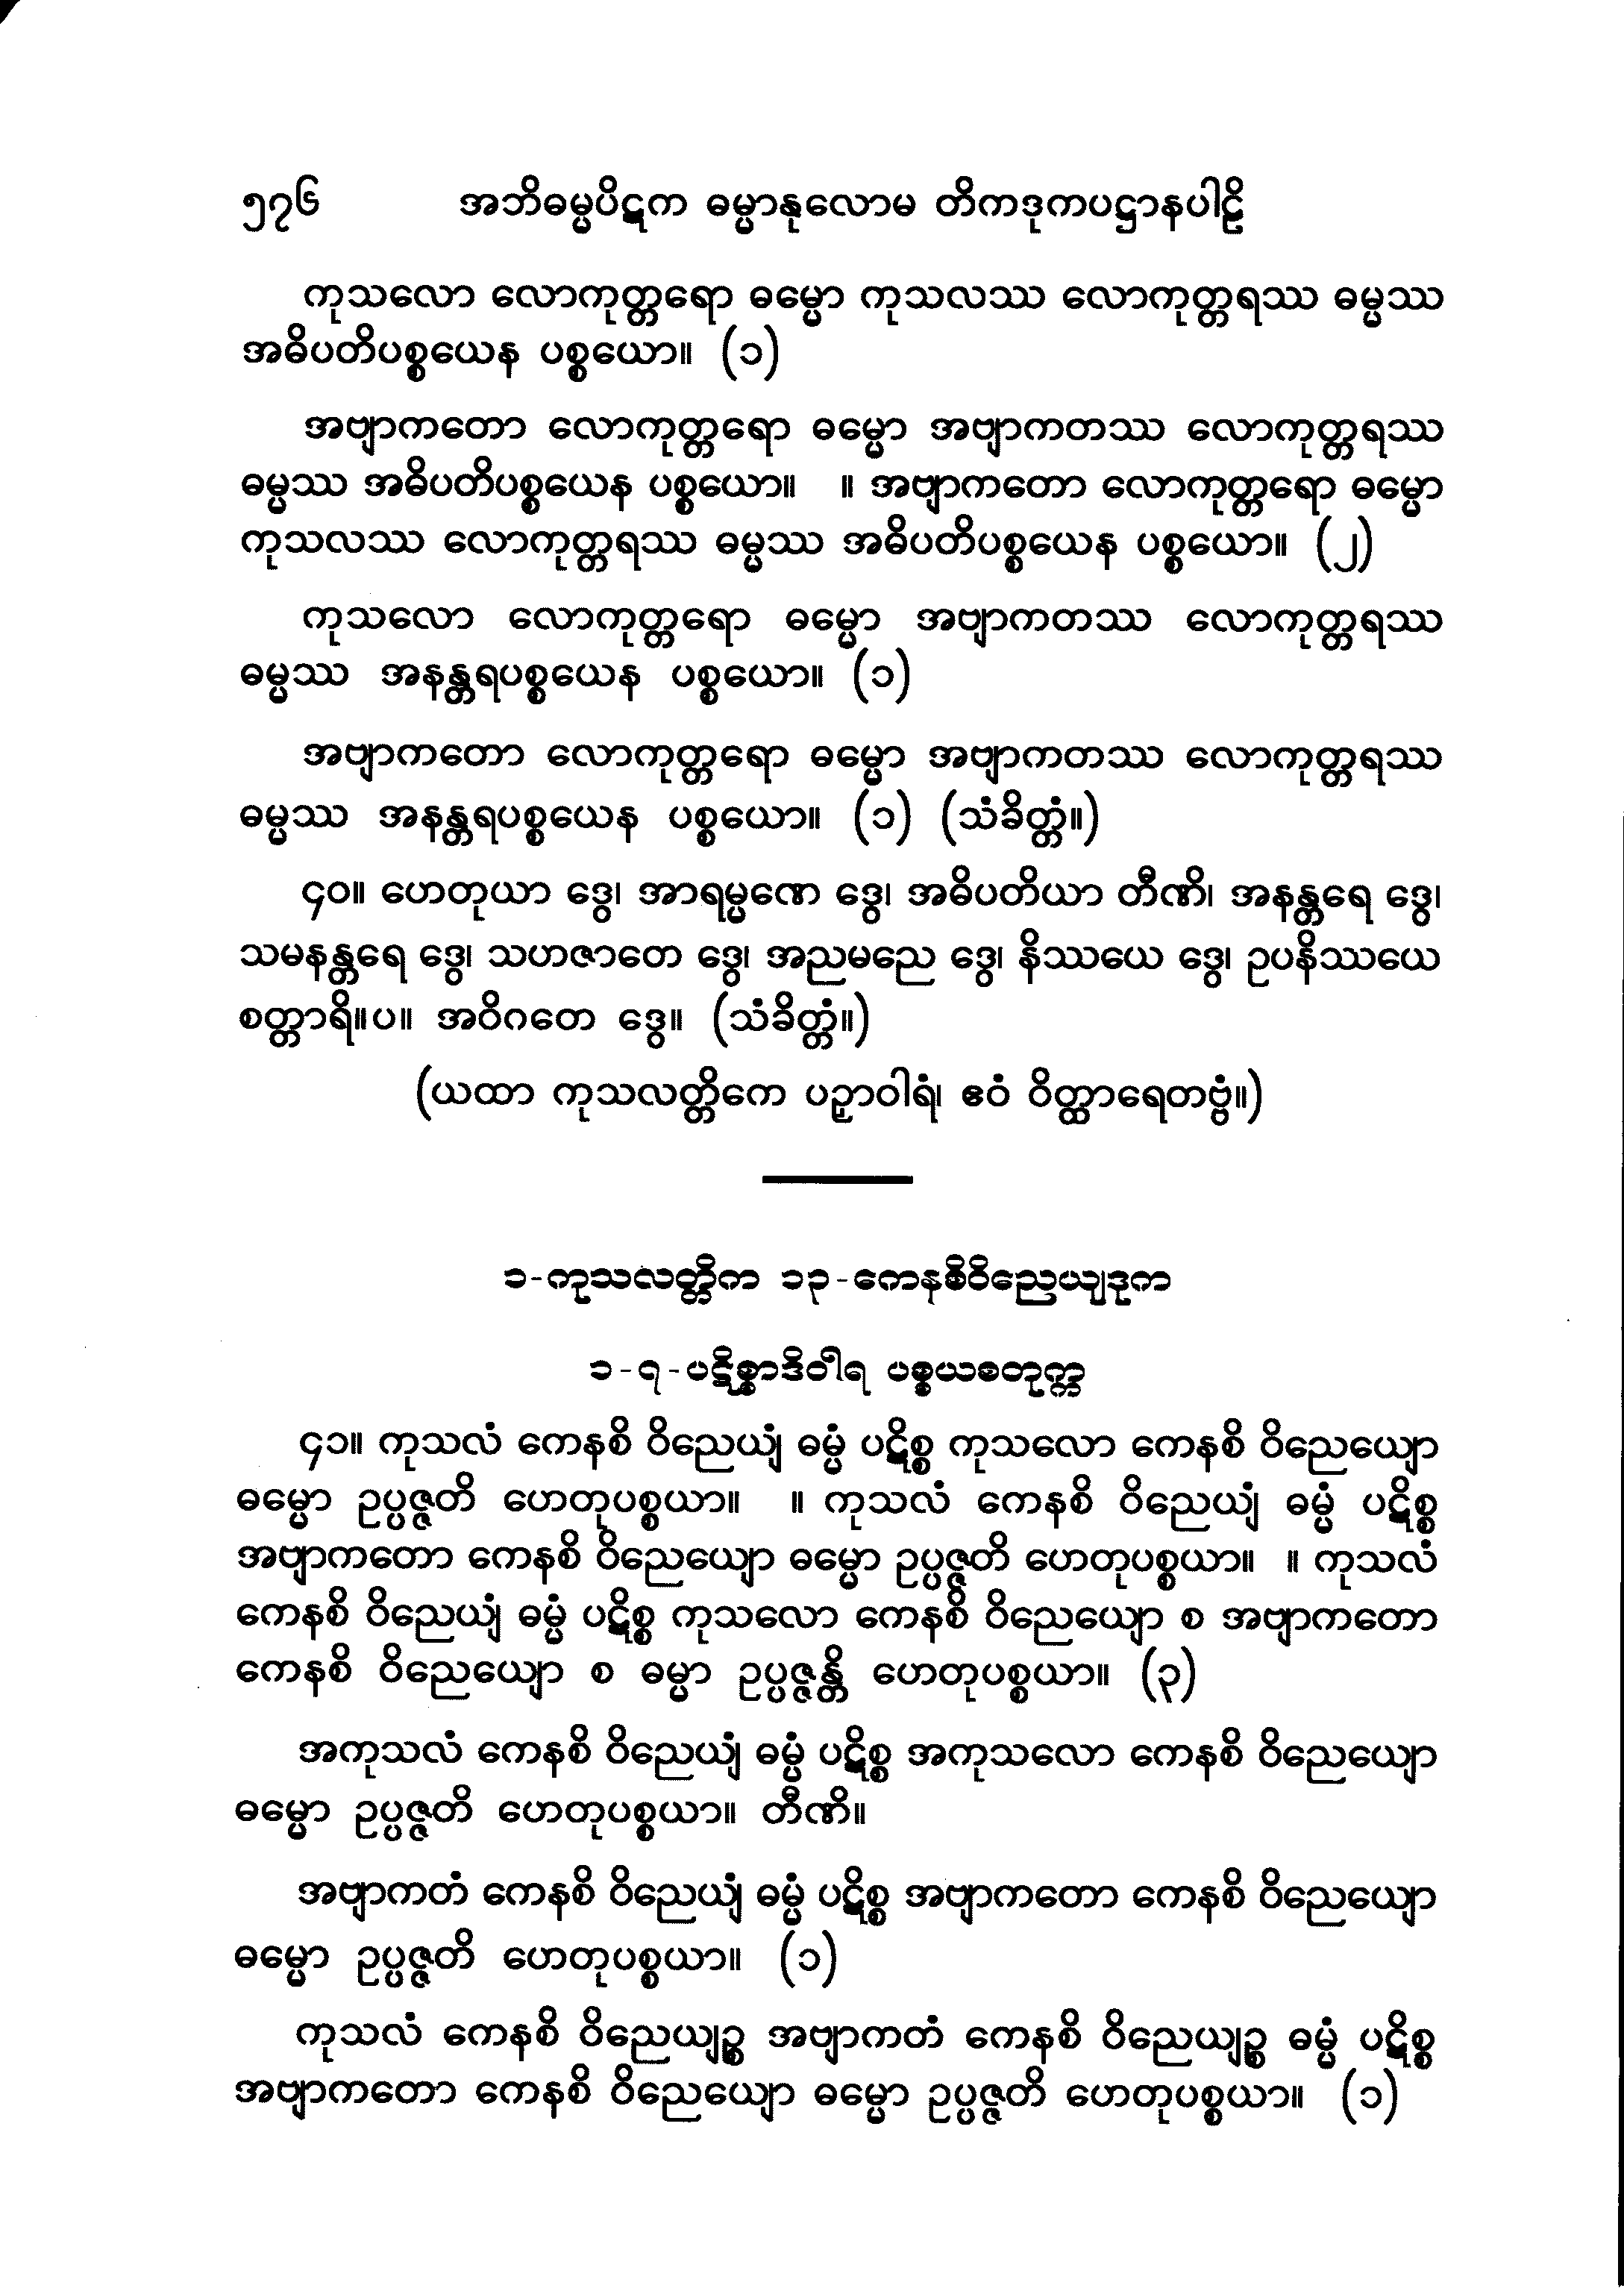 ၅၇၆ အဘိဓမ္မပိဋက ဓမ္မာနုလောမ တိကဒုကပဋ္ဌာနပါဠိ
ကုသလော လောကုတ္တရော ဓမ္မော ကုသလဿ လောကုတ္တရဿ ဓမ္မဿ
အဓိပတိပစ္စယေန ပစ္စယော။ (၁)
အဗျာကတော လောကုတ္တရော ဓမ္မော အဗျာကတဿ လောကုတ္တရဿ
ဓမ္မဿ အဓိပတိပစ္စယေန ပစ္စယော။ ။ အဗျာကတော လောကုတ္တရော ဓမ္မော
ကုသလဿ လောကုတ္တရဿ ဓမ္မဿ အဓိပတိပစ္စယေန ပစ္စယော။ (၂)
ကုသလော လောကုတ္တရော ဓမ္မော အဗျာကတဿ လောကုတ္တရဿ
ဓမ္မဿ အနန္တရပစ္စယေန ပစ္စယော။ (၁)
အဗျာကတော လောကုတ္တရော ဓမ္မော အဗျာကတဿ လောကုတ္တရဿ
ဓမ္မဿ အနန္တရပစ္စယေန ပစ္စယော။ (၁) (သံခိတ္တံ။)
၄၀။ ဟေတုယာ ဒွေ၊ အာရမ္မဏေ ဒွေ၊ အဓိပတိယာ တီဏိ၊ အနန္တရေ ဒွေ၊
သမနန္တရေ ဒွေ၊ သဟဇာတေ ဒွေ၊ အညမညေ ဒွေ၊ နိဿယေ ဒွေ၊ ဥပနိဿယေ
စတ္တာရိ။ပ။ အဝိဂတေ ဒွေ။ (သံခိတ္တံ။)
(ယထာ ကုသလတ္တိကေ ပဉှာဝါရံ၊ ဧဝံ ဝိတ္ထာရေတဗ္ဗံ။)
၁-ကုသလတ္တိက ၁၃-ကေနစိဝိညေယျဒုက
၁-၇-ပဋိစ္စာဒိဝါရ ပစ္စယစတုက္က
၄၁။ ကုသလံ ကေနစိ ဝိညေယျံ ဓမ္မံ ပဋိစ္စ ကုသလော ကေနစိ ဝိညေယျော
ဓမ္မော ဥပ္ပဇ္ဇတိ ဟေတုပစ္စယာ။ ။ ကုသလံ ကေနစိ ဝိညေယျံ ဓမ္မံ ပဋိစ္စ
အဗျာကတော ကေနစိ ဝိညေယျော ဓမ္မော ဥပ္ပဇ္ဇတိ ဟေတုပစ္စယာ။ ။ ကုသလံ
ကေနစိ ဝိညေယျံ ဓမ္မံ ပဋိစ္စ ကုသလော ကေနစိ ဝိညေယျော စ အဗျာကတော
ကေနစိ ဝိညေယျော စ ဓမ္မာ ဥပ္ပဇ္ဇန္တိ ဟေတုပစ္စယာ။ (၃)
အကုသလံ ကေနစိ ဝိညေယျံ ဓမ္မံ ပဋိစ္စ အကုသလော ကေနစိ ဝိညေယျော
ဓမ္မော ဥပ္ပဇ္ဇတိ ဟေတုပစ္စယာ။ တီဏိ။
အဗျာကတံ ကေနစိ ဝိညေယျံ ဓမ္မံ ပဋိစ္စ အဗျာကတော ကေနစိ ဝိညေယျော
ဓမ္မော ဥပ္ပဇ္ဇတိ ဟေတုပစ္စယာ။ (၁)
ကုသလံ ကေနစိ ဝိညေယျဉ္စ အဗျာကတံ ကေနစိ ဝိညေယျဉ္စ ဓမ္မံ ပဋိစ္စ
အဗျာကတော ကေနစိ ဝိညေယျော ဓမ္မော ဥပ္ပဇ္ဇတိ ဟေတုပစ္စယာ။ (၁)